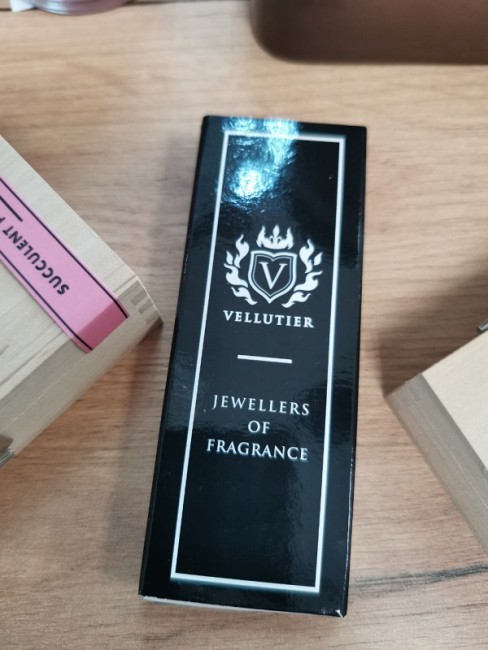 V
VELLUTIER
JEWELLERS
OF
FRAGRANCE
SUCCULENT